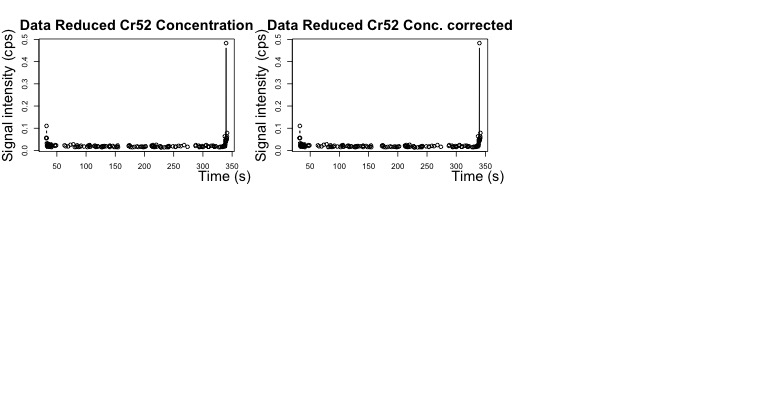 Data Reduced Cr52 Concentration
Signal intensity (cps)
0.0 0.1 0.2 0.3 0.4 0.5
50 100 150 200 250 300 350
Time (s)
Data Reduced Cr52 Conc. corrected
Signal intensity (cps)
0.0 0.1 0.2 0.3 0.4 0.5
50 100 150 200 250 300 350
Time (s)